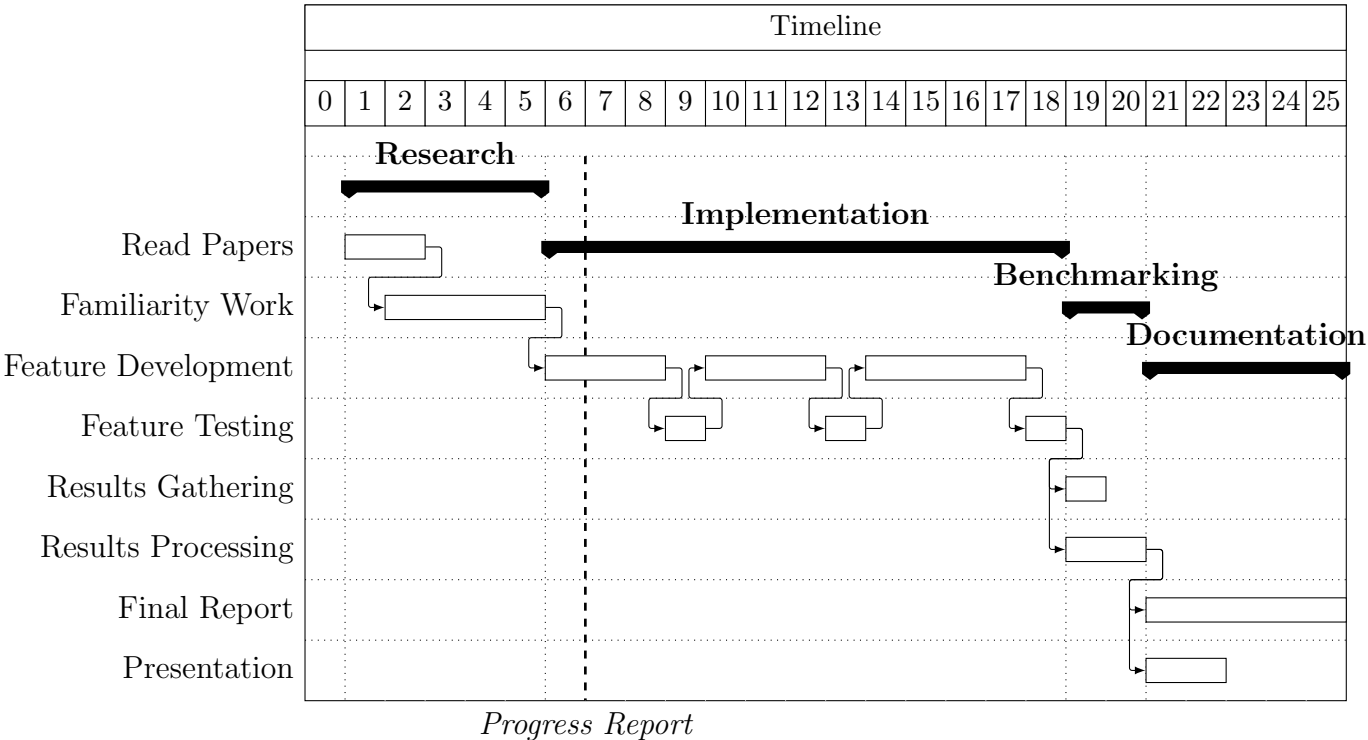 Timeline
0 1 2 3 4 5 6 7 8 9 10 11 12 13 14 15 16 17 18 19 20 21 22 23 24 25
Research
Implementation
Read Papers
Benchmarking
Familiarity Work
Documentation
Feature Development
Feature Testing
Results Gathering
Results Processing
Final Report
Presentation
Progress Report